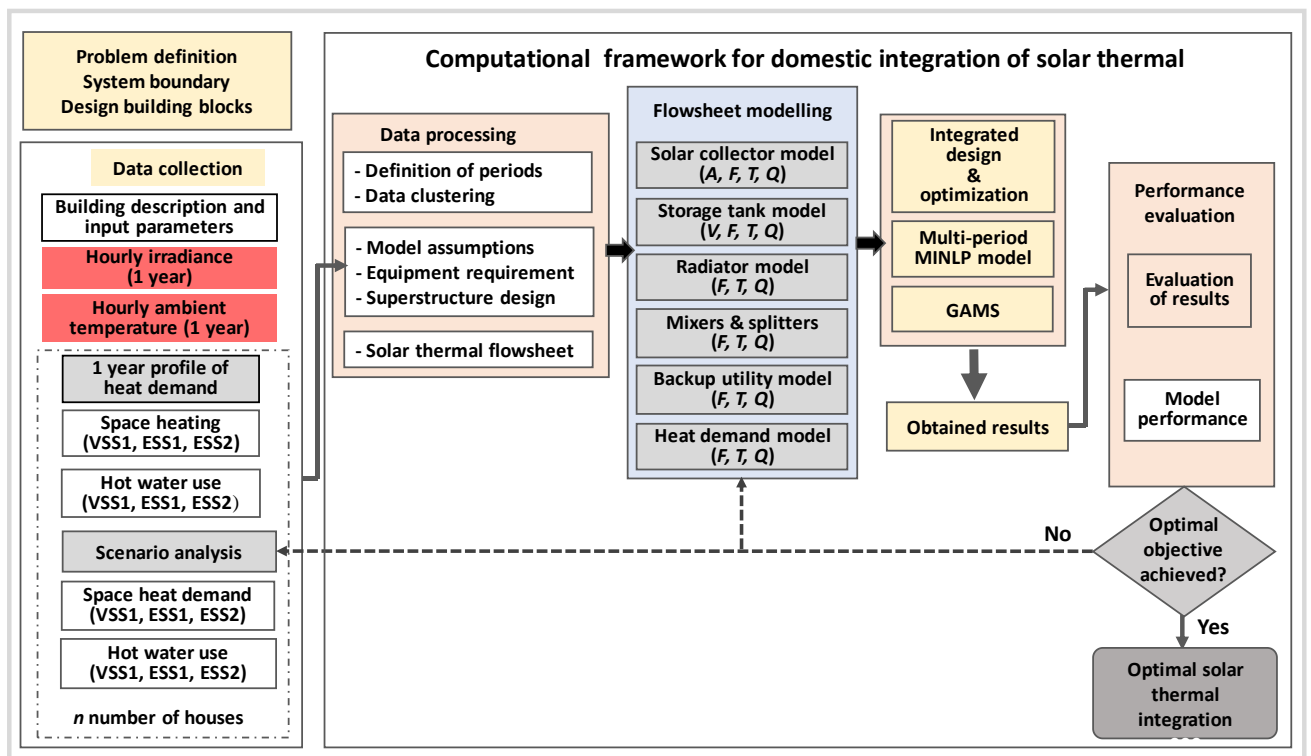 Problem definition
System boundary
Design building blocks
Data collection
Building description and
input parameters
Hourly irradiance
(1 year)
Hourly ambient
temperature (1 year)
1 year profile of
heat demand
Space heating
(VSS1, ESS1, ESS2)
Hot water use
(VSS1, ESS1, ESS2)
Scenario analysis
Space heat demand
(VSS1, ESS1, ESS2)
Hot water use
(VSS1, ESS1, ESS2)
n number of houses
Computational framework for domestic integration of solar thermal
Data processing
- Definition of periods
- Data clustering
- Model assumptions
- Equipment requirement
- Superstructure design
- Solar thermal flowsheet
Flowsheet modelling
Solar collector model
(A, F, T, Q)
Storage tank model
(V, F, T, Q)
Radiator model
(F, T, Q)
Mixers & splitters
(F, T, Q)
Backup utility model
(F, T, Q)
Heat demand model
(F, T, Q)
Integrated
design
&
optimization
Multi-period
MINLP model
GAMS
Obtained results
Performance
evaluation
Evaluation
of results
Model
performance
Optimal
objective
achieved?
No
Yes
Optimal solar
thermal
integration